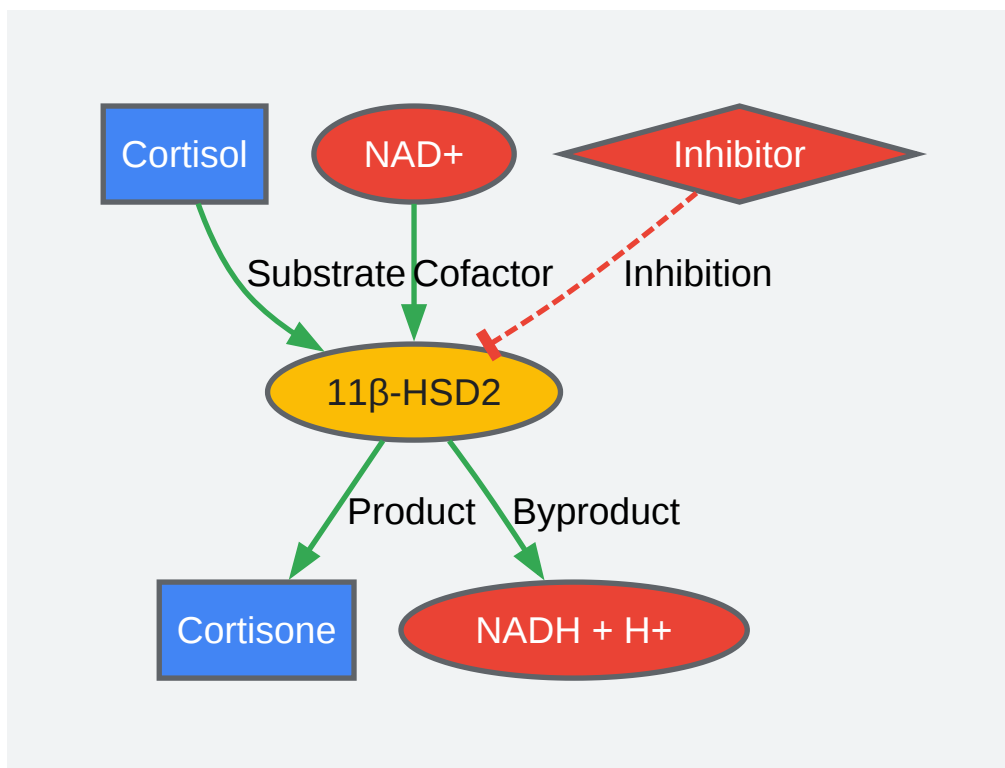 Cortisol
NAD+
Inhibitor
Substrate
Cofactor
Inhibition
11β-HSD2
Product
Byproduct
Cortisone
NADH + H+